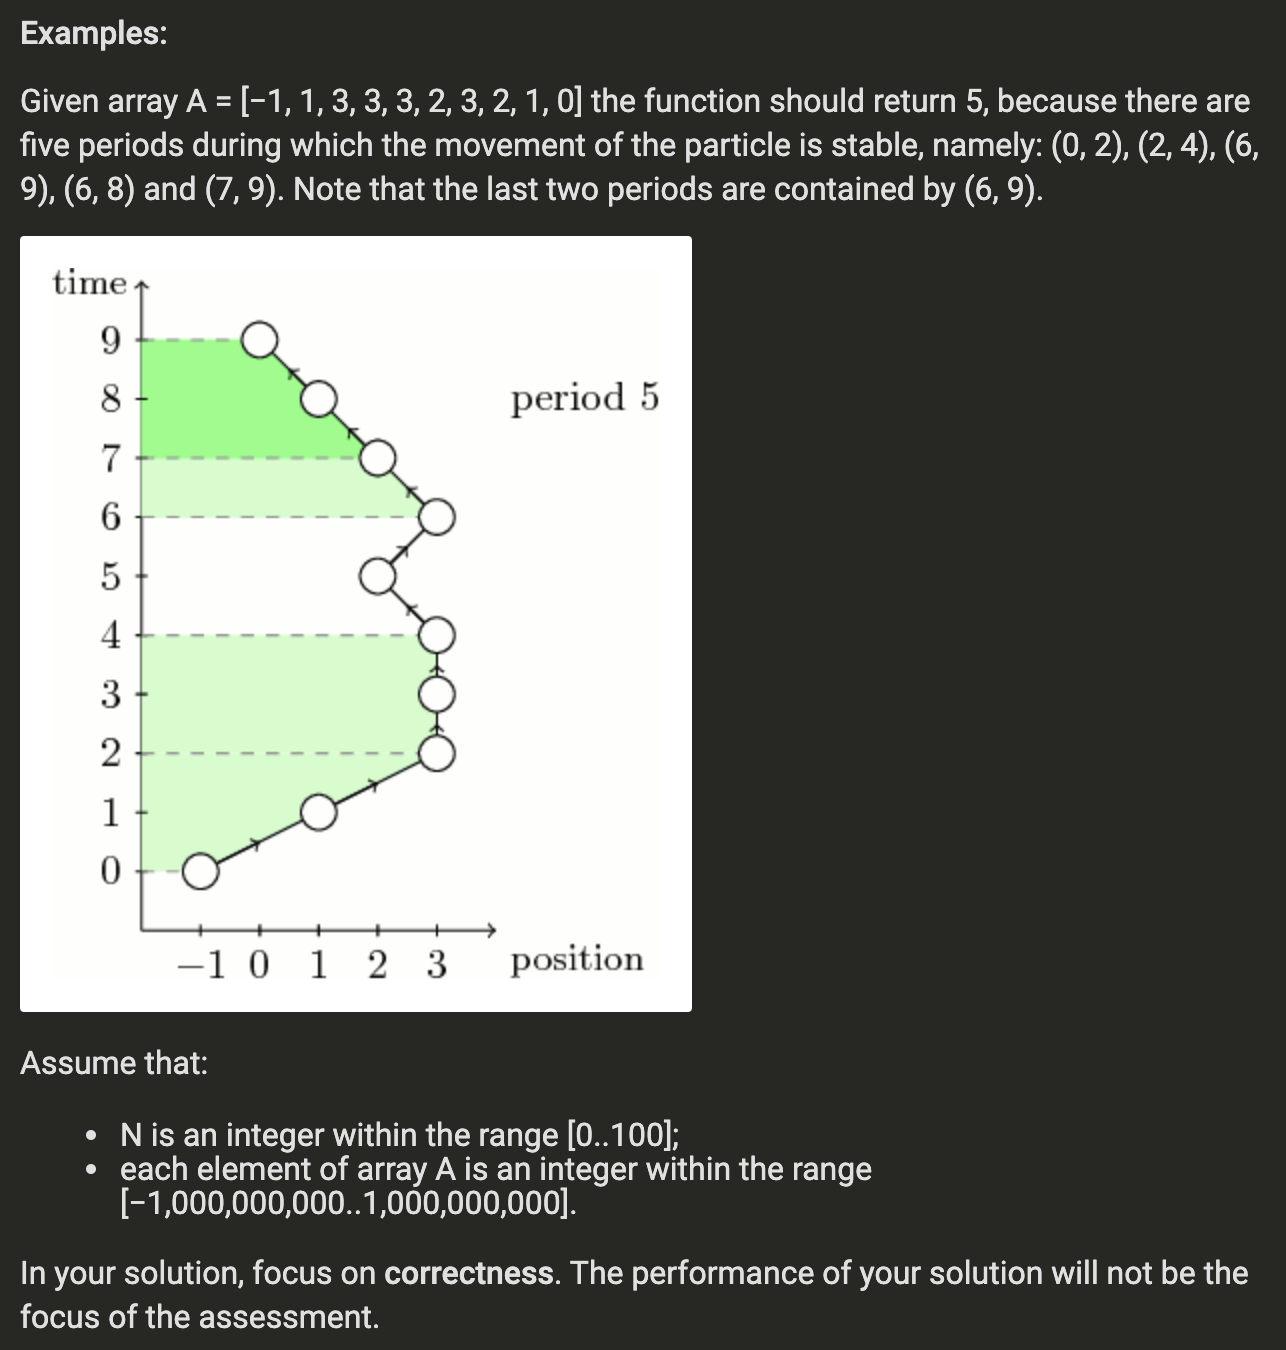 Examples:
Given array A = [−1, 1, 3, 3, 3, 2, 3, 2, 1, 0] the function should return 5, because there are
five periods during which the movement of the particle is stable, namely: (0, 2), (2, 4), (6,
9), (6, 8) and (7, 9). Note that the last two periods are contained by (6, 9).
time
9
8
period 5
7
6
5
4
3
2
1
0
−1 0 1 2 3 position
Assume that:
• N is an integer within the range [0..100];
• each element of array A is an integer within the range
[−1,000,000,000..1,000,000,000].
In your solution, focus on correctness. The performance of your solution will not be the
focus of the assessment.